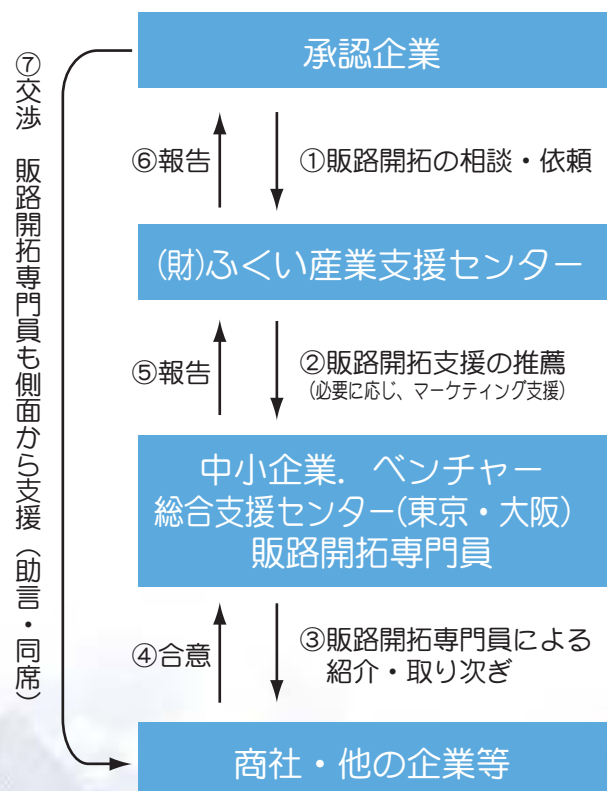 承認企業
⑥報告
①販路開拓の相談・依頼
(財)ふくい産業支援センター
⑤報告
②販路開拓支援の推薦
(必要に応じ、マーケティング支援)
中小企業．ベンチャー
総合支援センター(東京・大阪)
販路開拓専門員
④合意
③販路開拓専門員による
紹介・取り次ぎ
商社・他の企業等
⑦交渉　販路開拓専門員も側面から支援（助言・同席）